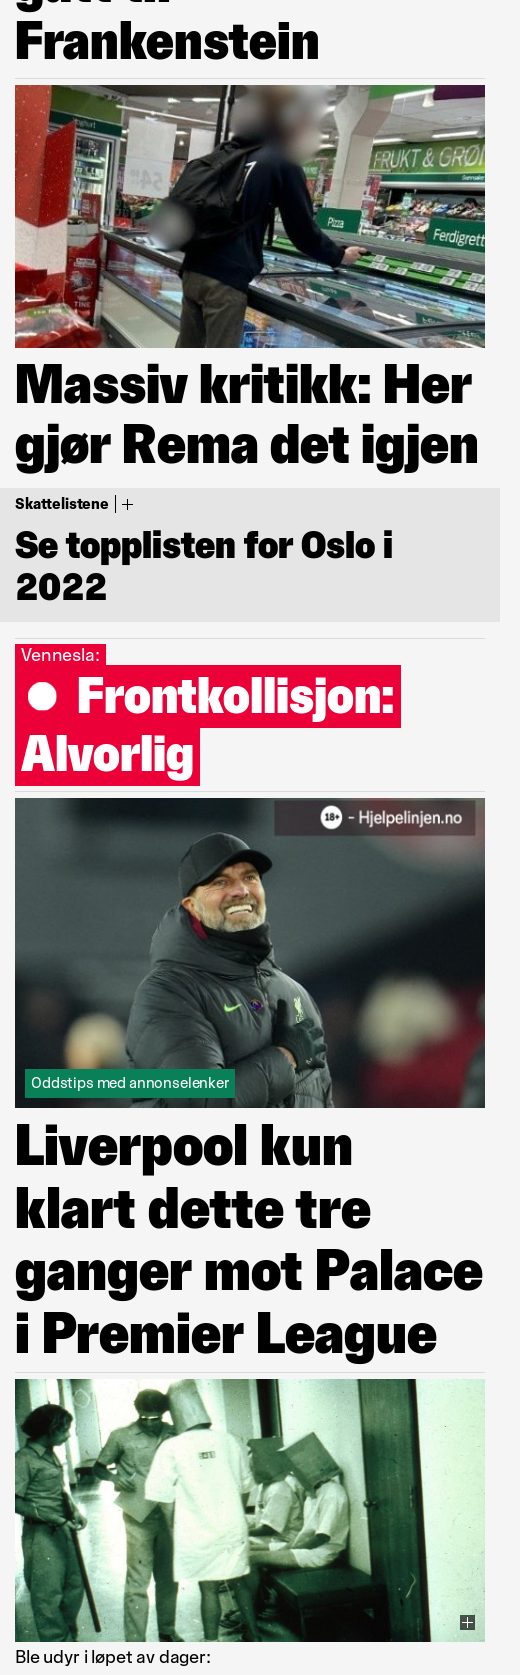 Frankenstein
FRUKT & GRØ
Pizza
Ferdigrett
TINE
Massiv kritikk: Her
gjør Rema det igjen
Skattelistene +
Se topplisten for Oslo i
2022
Vennesla:
Frontkollisjon:
Alvorlig
18+ - Hjelpelinjen.no
Oddstips med annonselenker
Liverpool kun
klart dette tre
ganger mot Palace
i Premier League
Ble udyr i løpet av dager: